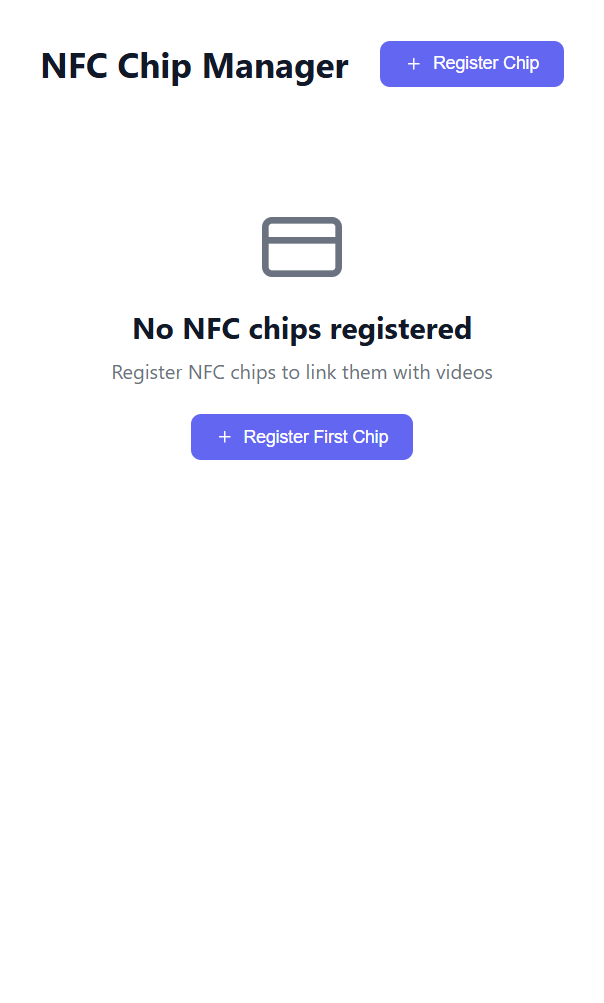 NFC Chip Manager
+ Register Chip
No NFC chips registered
Register NFC chips to link them with videos
+ Register First Chip